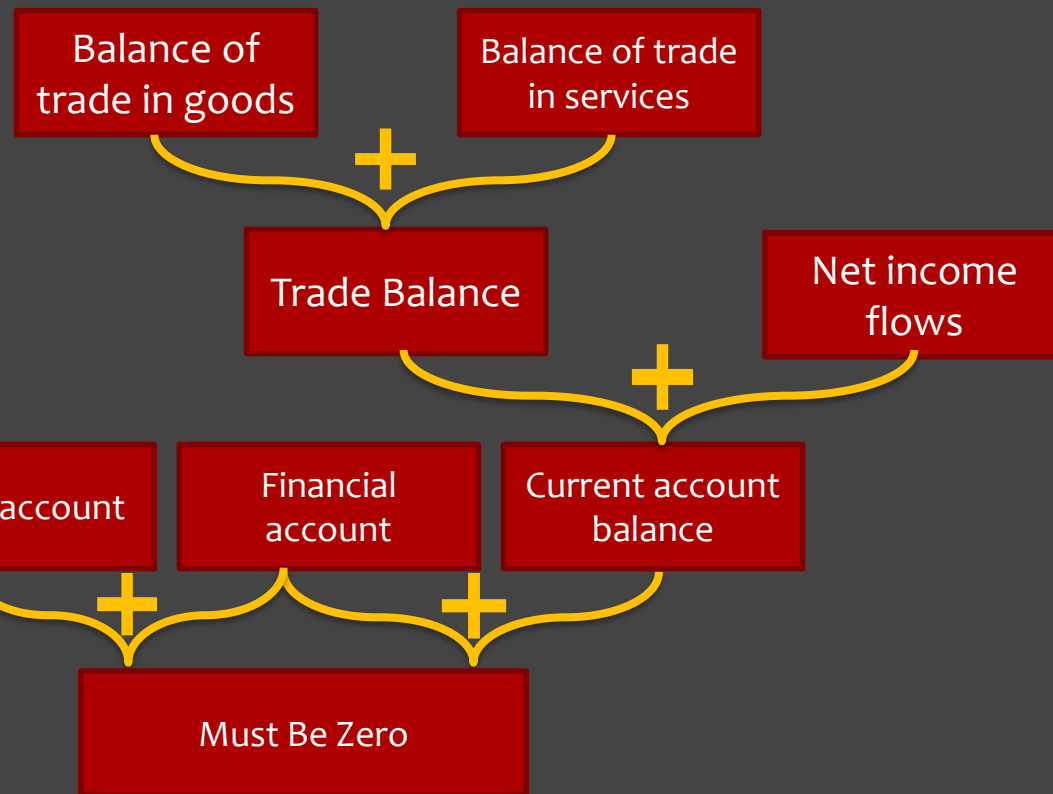 Balance of
trade in goods
Balance of trade
in services
+
Trade Balance
Net income
flows
+
account
Financial
account
Current account
balance
+
+
Must Be Zero